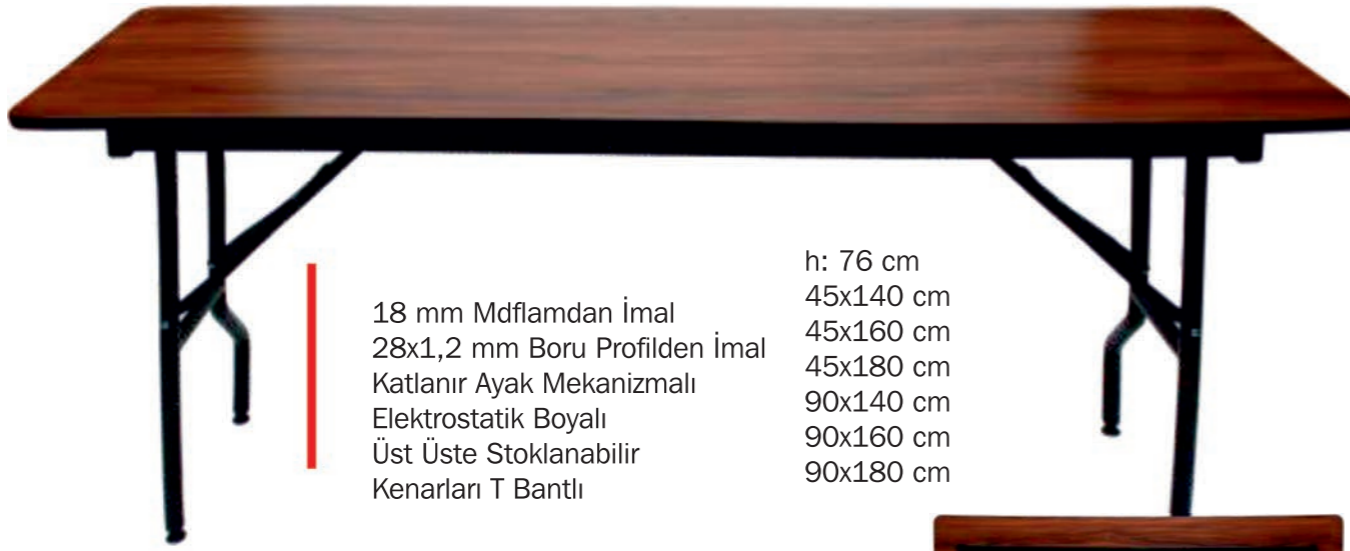 18 mm Mdflamdan İmal
28x1,2 mm Boru Profilden İmal
Katlanır Ayak Mekanizmalı
Elektrostatik Boyalı
Üst Üste Stoklanabilir
Kenarları T Bantlı
h: 76 cm
45x140 cm
45x160 cm
45x180 cm
90x140 cm
90x160 cm
90x180 cm